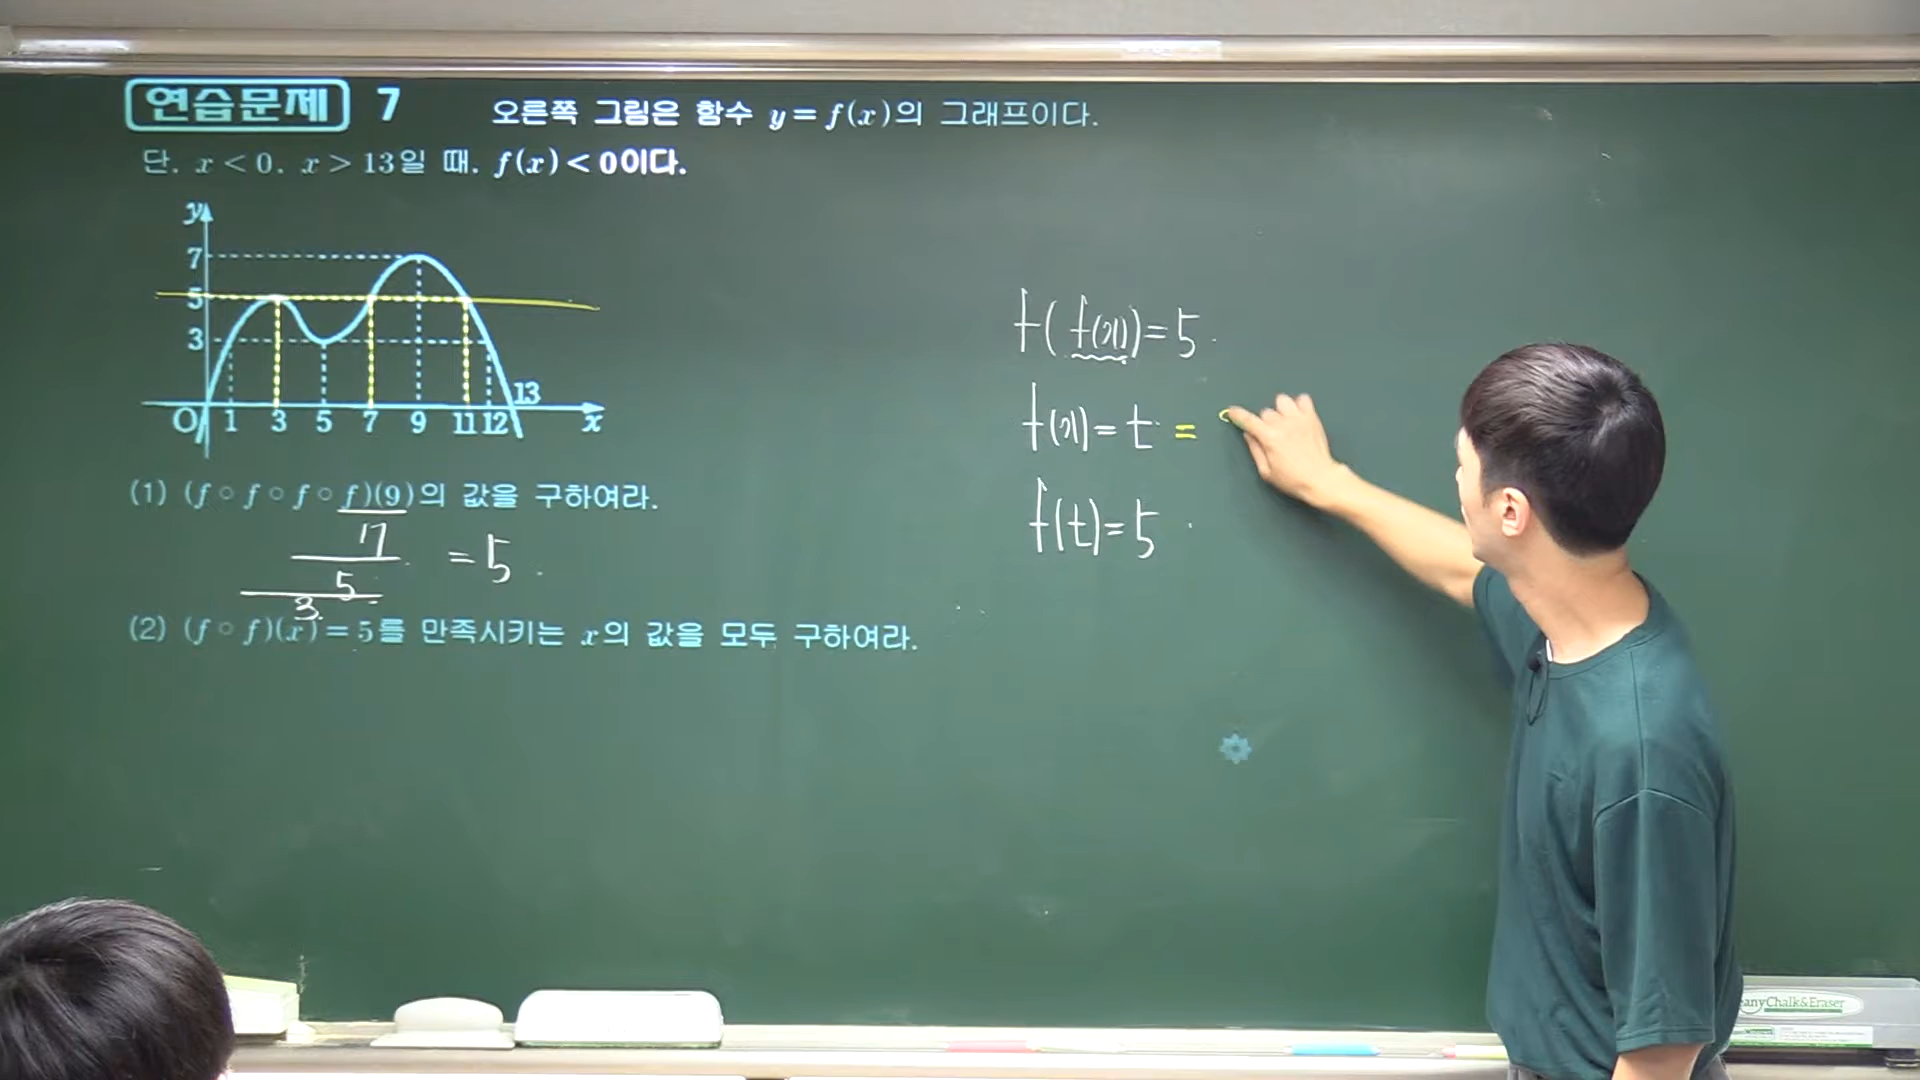 연습문제 7 오른쪽 그림은 함수 y=f(x)의 그래프이다.
단, x<0, x>13일 때, f(x)<0이다.
y
7
5
3
O 1 3 5 7 9 11 12 13 x
(1) (f∘f∘f∘f)(9)의 값을 구하여라.
7
5
3
=5
(2) (f∘f)(x)=5를 만족시키는 x의 값을 모두 구하여라.
f(f(x))=5
f(x)=t=
f(t)=5
Chalk&Eraser